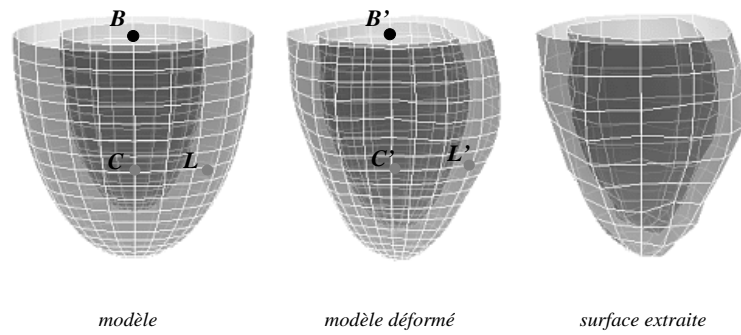 B
B’
C
L
C’
L’
modèle
modèle déformé
surface extraite